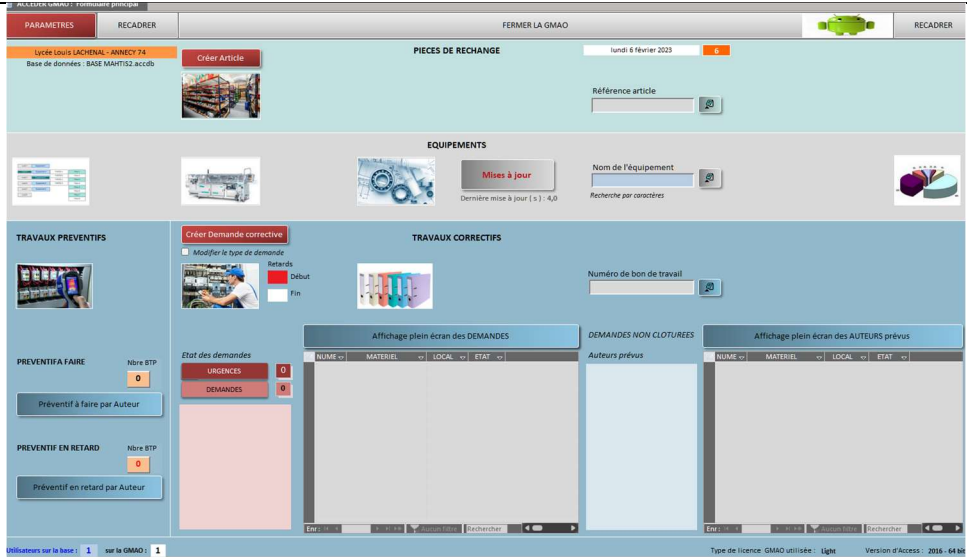 ACCEDER GMAO : Formulaire principal
PARAMETRES
RECADRER
FERMER LA GMAO
RECADRER
Lycée Louis LACHENAL - ANNECY 74
Base de données : BASE MAHTIS2.accdb
Créer Article
PIECES DE RECHANGE
lundi 6 février 2023
6
Référence article
EQUIPEMENTS
Mises à jour
Dernière mise à jour ( s ) : 4,0
Nom de l'équipement
Recherche par caractères
TRAVAUX PREVENTIFS
Créer Demande corrective
Modifier le type de demande
Retards
Début
Fin
TRAVAUX CORRECTIFS
Numéro de bon de travail
Affichage plein écran des DEMANDES
DEMANDES NON CLOTUREES
Affichage plein écran des AUTEURS prévus
PREVENTIFA FAIRE
Nbre BTP
0
Préventif à faire par Auteur
Etat des demandes
URGENCES
0
DEMANDES
0
NUME
MATERIEL
LOCAL
ETAT
Auteurs prévus
NUME
MATERIEL
LOCAL
ETAT
PREVENTIF EN RETARD
Nbre BTP
0
Préventif en retard par Auteur
Enr :
Aucun filtre
Rechercher
Enr :
Aucun filtre
Rechercher
Utilisateurs sur la base : 1
sur la GMAO : 1
Type de licence GMAO utilisée : Light
Version d'Access : 2016 - 64 bit